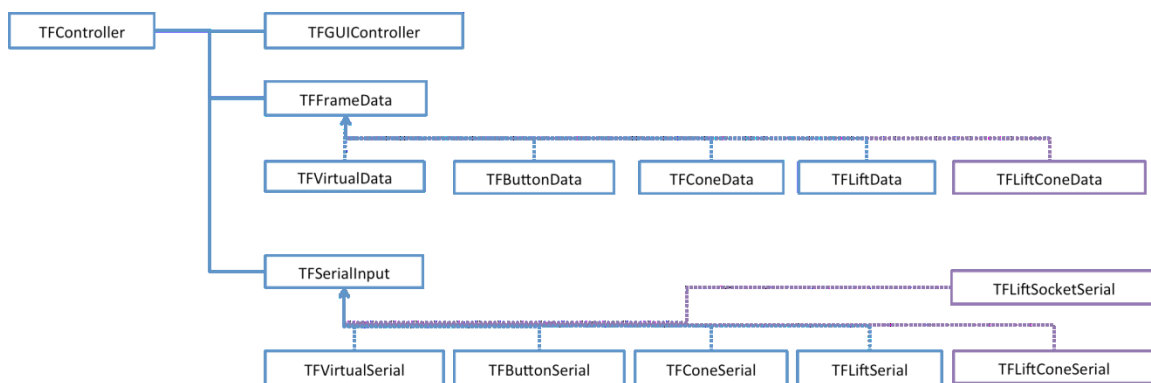 TFController
TFGUIController
TFFrameData
TFVirtualData
TFButtonData
TFConeData
TFLiftData
TFLiftConeData
TFSerialInput
TFLiftSocketSerial
TFVirtualSerial
TFButtonSerial
TFConeSerial
TFLiftSerial
TFLiftConeSerial